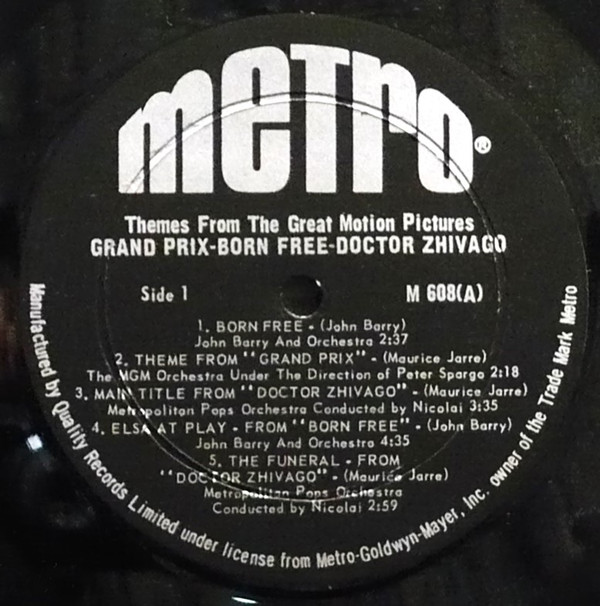 metro®
Themes From The Great Motion Pictures
GRAND PRIX-BORN FREE-DOCTOR ZHIVAGO
Side 1
M 608(A)
1. BORN FREE - (John Barry)
John Barry And Orchestra 2:37
2. THEME FROM "GRAND PRIX" - (Maurice Jarre)
The MGM Orchestra Under The Direction of Peter Spargo 2:18
3. MAIN TITLE FROM "DOCTOR ZHIVAGO" - (Maurice Jarre)
Metropolitan Pops Orchestra Conducted by Nicolai 3:35
4. ELSA AT PLAY - FROM "BORN FREE" - (John Barry)
John Barry And Orchestra 4:35
5. THE FUNERAL - FROM
"DOCTOR ZHIVAGO" - (Maurice Jarre)
Metropolitan Pops Orchestra
Conducted by Nicolai 2:59
Manufactured by Quality Records Limited under license from Metro-Goldwyn-Mayer, Inc. owner of the Trade Mark Metro